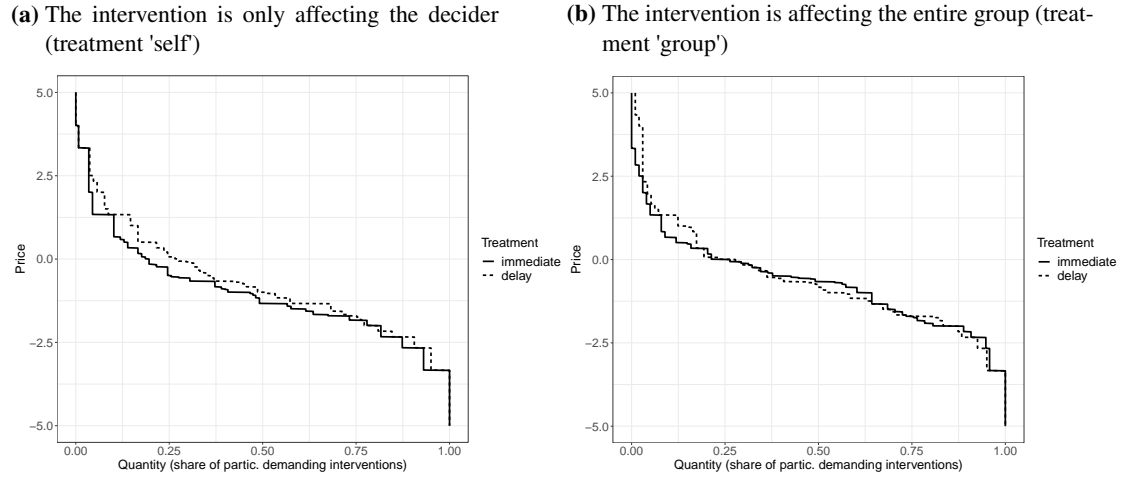 (a) The intervention is only affecting the decider
(treatment 'self')
5.0
2.5
0.0
−2.5
−5.0
Price
0.00
0.25
0.50
0.75
1.00
Quantity (share of partic. demanding interventions)
Treatment
immediate
delay
(b) The intervention is affecting the entire group (treat-
ment 'group')
5.0
2.5
0.0
−2.5
−5.0
Price
0.00
0.25
0.50
0.75
1.00
Quantity (share of partic. demanding interventions)
Treatment
immediate
delay